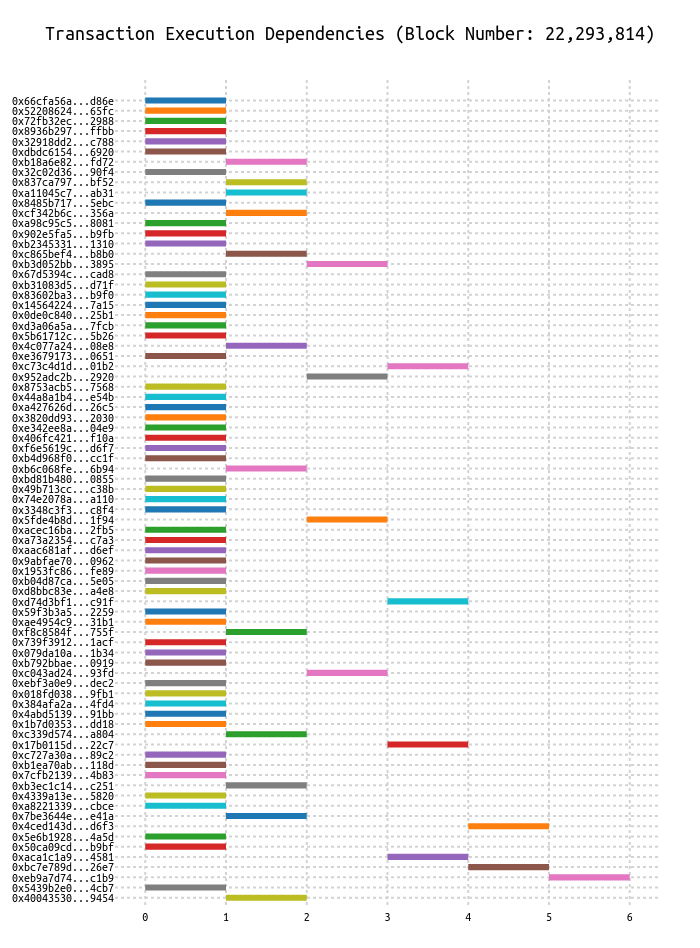 Transaction Execution Dependencies (Block Number: 22,293,814)
0x66cfa56a...d86e
0x52208624...65fc
0x72fb32ec...2988
0x8936b297...ffbb
0x32918dd2...c788
0xdbdc6154...6920
0xb18a6e82...fd72
0x32c02d36...90f4
0x837ca797...bf52
0xa11045c7...ab31
0x8485b717...5ebc
0xcf342b6c...356a
0xa98c95c5...8081
0x902e5fa5...b9fb
0xb2345331...1310
0xc865bef4...b8b0
0xb3d052bb...3895
0x67d5394c...cad8
0xb31083d5...d71f
0x83602ba3...b9f0
0x14564224...7a15
0x0de0c840...25b1
0xd3a06a5a...7fcb
0x5b61712c...5b26
0x4c077a24...08e8
0xe3679173...0651
0xc73c4d1d...01b2
0x952adc2b...2920
0x8753acb5...7568
0x44a8a1b4...e54b
0xa427626d...26c5
0x3820dd93...2030
0xe342ee8a...04e9
0x406fc421...f10a
0xf6e5619c...d6f7
0xb4d968f0...cc1f
0xb6c068fe...6b94
0xbd81b480...0855
0x49b713cc...c38b
0x74e2078a...a110
0x3348c3f3...c8f4
0x5fde4b8d...1f94
0xacec16ba...2fb5
0xa73a2354...c7a3
0xaac681af...d6ef
0x9abfae70...0962
0x1953fc86...fe89
0xb04d87ca...5e05
0xd8bbc83e...a4e8
0xd74d3bf1...c91f
0x59f3b3a5...2259
0xae4954c9...31b1
0xf8c8584f...755f
0x739f3912...1acf
0x079da10a...1b34
0xb792bbae...0919
0xc043ad24...93fd
0xebf3a0e9...dec2
0x018fd038...9fb1
0x384afa2a...4fd4
0x4abd5139...91bb
0x1b7d0353...dd18
0xc339d574...a804
0x17b0115d...22c7
0xc727a30a...89c2
0xb1ea70ab...118d
0x7cfb2139...4b83
0xb3ec1c14...c251
0x4339a13e...5820
0xa8221339...cbce
0x7be3644e...e41a
0x4ced143d...d6f3
0x5e6b1928...4a5d
0x50ca09cd...b9bf
0xaca1c1a9...4581
0xbc7e789d...26e7
0xeb9a7d74...c1b9
0x5439b2e0...4cb7
0x40043530...9454
0 1 2 3 4 5 6